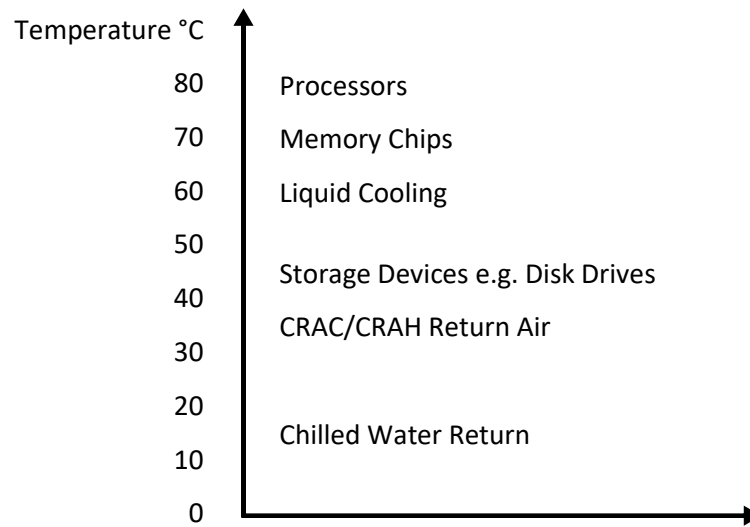 Temperature °C
80
Processors
70
Memory Chips
60
Liquid Cooling
50
Storage Devices e.g. Disk Drives
40
CRAC/CRAH Return Air
30
20
Chilled Water Return
10
0